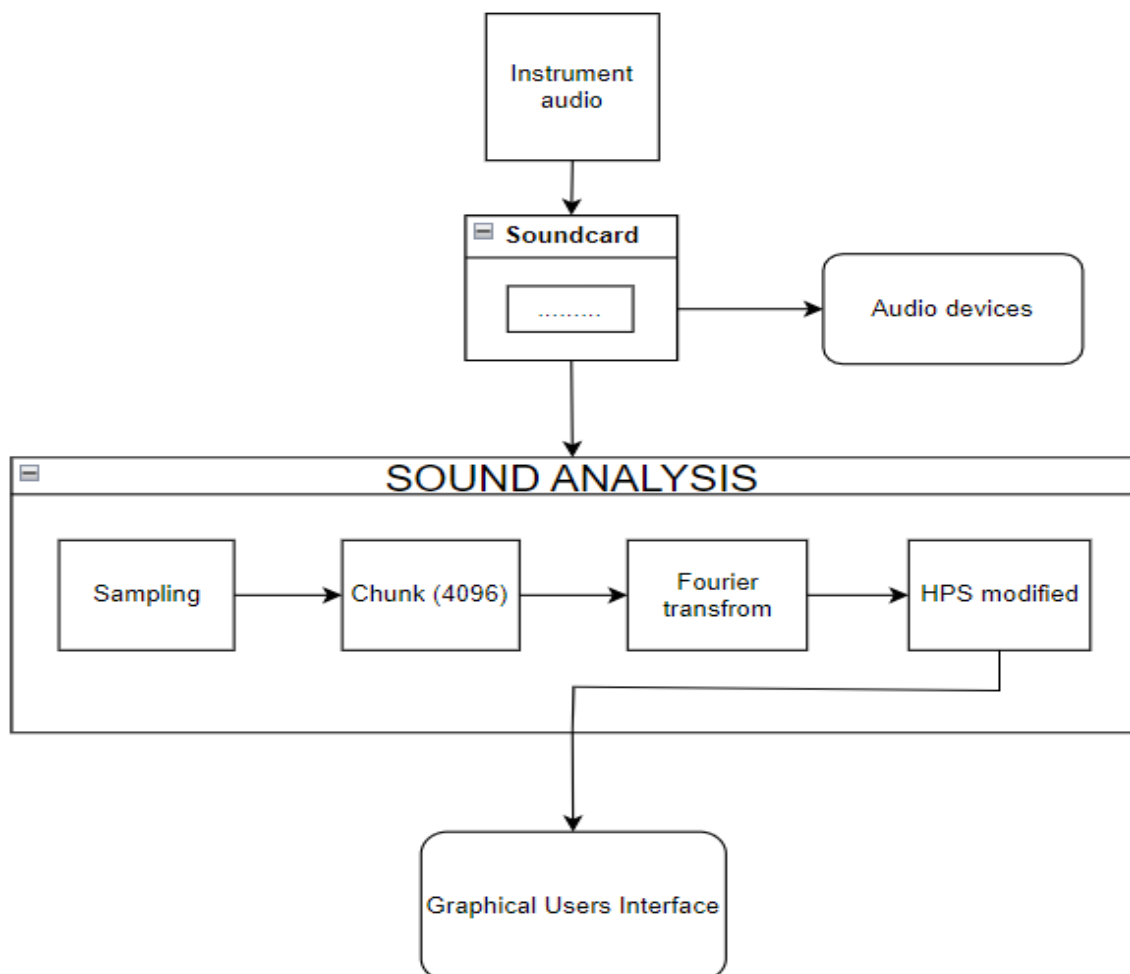 Instrument
audio
Soundcard
.........
Audio devices
SOUND ANALYSIS
Sampling
Chunk (4096)
Fourier
transfrom
HPS modified
Graphical Users Interface